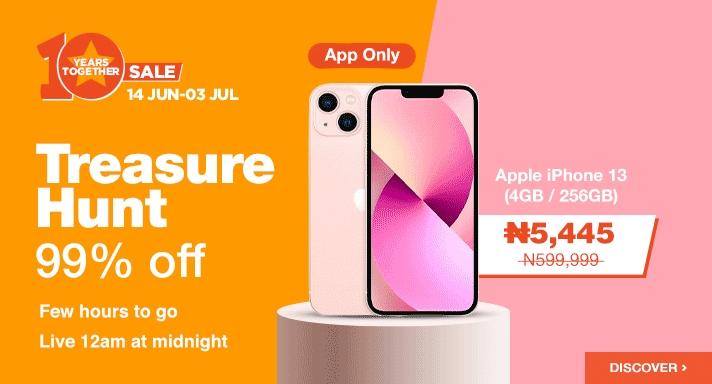 10
YEARS
TOGETHER
SALE
14 JUN-03 JUL
App Only
Treasure
Hunt
99% off
Few hours to go
Live 12am at midnight
Apple iPhone 13
(4GB / 256GB)
₦5,445
₦599,999
DISCOVER ›